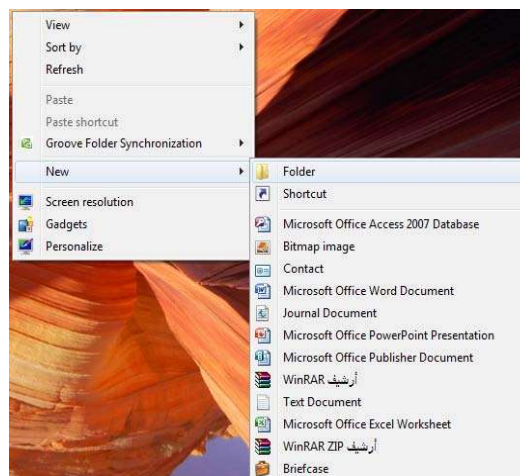 View
Sort by
Refresh
Paste
Paste shortcut
Groove Folder Synchronization
New
Screen resolution
Gadgets
Personalize
Folder
Shortcut
Microsoft Office Access 2007 Database
Bitmap image
Contact
Microsoft Office Word Document
Journal Document
Microsoft Office PowerPoint Presentation
Microsoft Office Publisher Document
أرشيف WinRAR
Text Document
Microsoft Office Excel Worksheet
أرشيف WinRAR ZIP
Briefcase